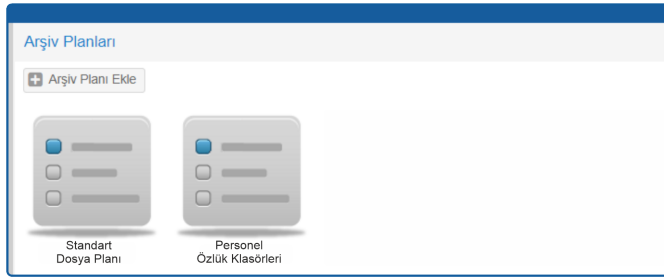 Arşiv Planları
Arşiv Planı Ekle
Standart
Dosya Planı
Personel
Özlük Klasörleri